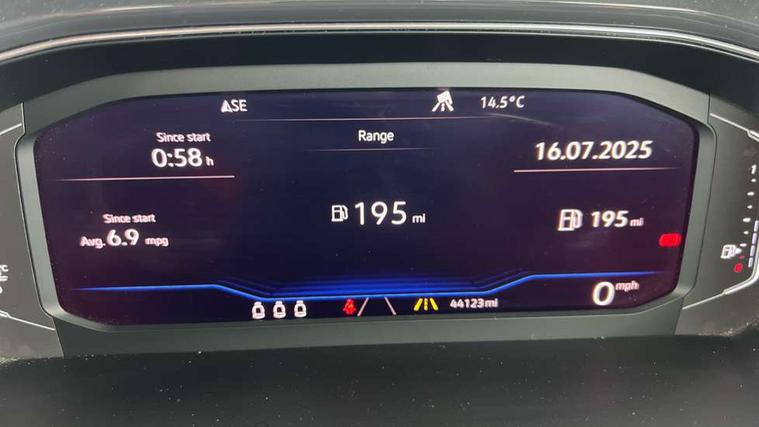 SE
14.5°C
Since start
0:58 h
Range
16.07.2025
195 mi
Since start
Avg. 6.9 mpg
195 mi
44123 mi
0 mph